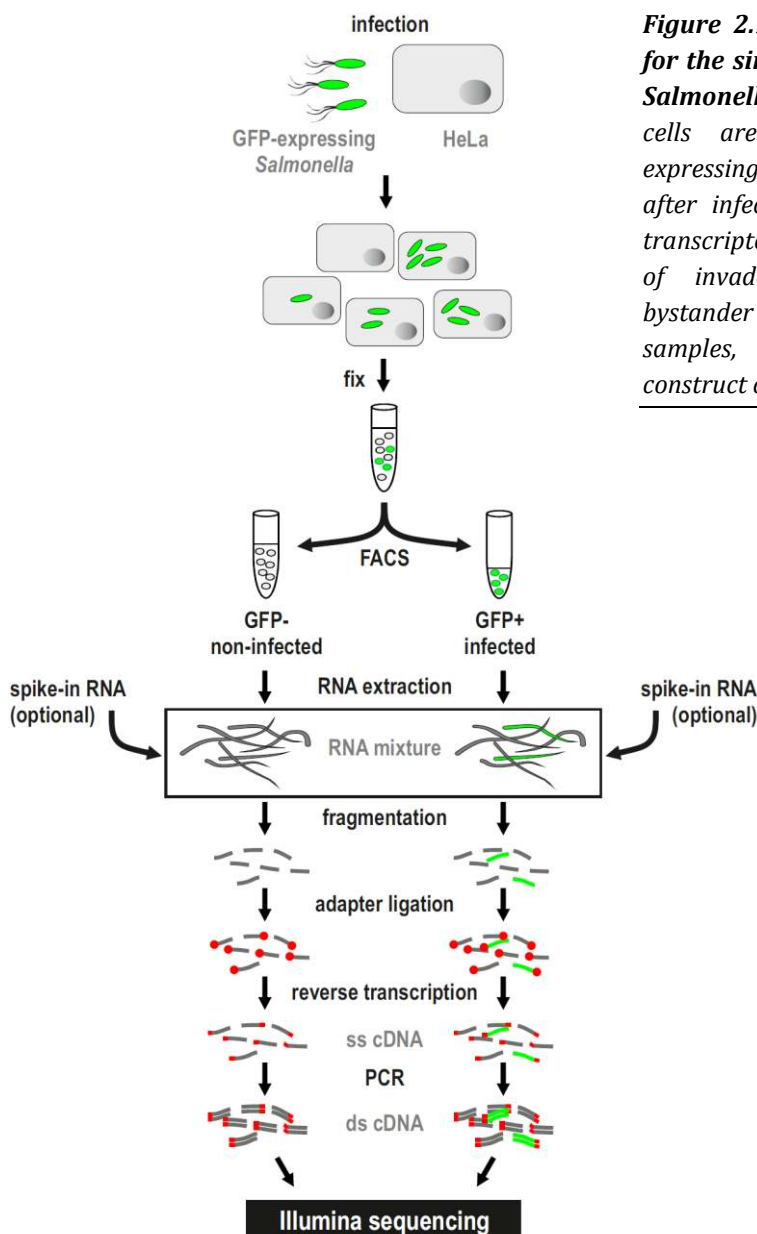 infection
GFP-expressing
Salmonella
HeLa
fix
FACS
GFP-
non-infected
GFP+
infected
spike-in RNA
(optional)
RNA extraction
spike-in RNA
(optional)
RNA mixture
fragmentation
adapter ligation
reverse transcription
ss cDNA
PCR
ds cDNA
Illumina sequencing
Figure 2.
for the
Salmonell
cells are
expressing
after infec
transcripto
of invad
bystander
samples,
construct